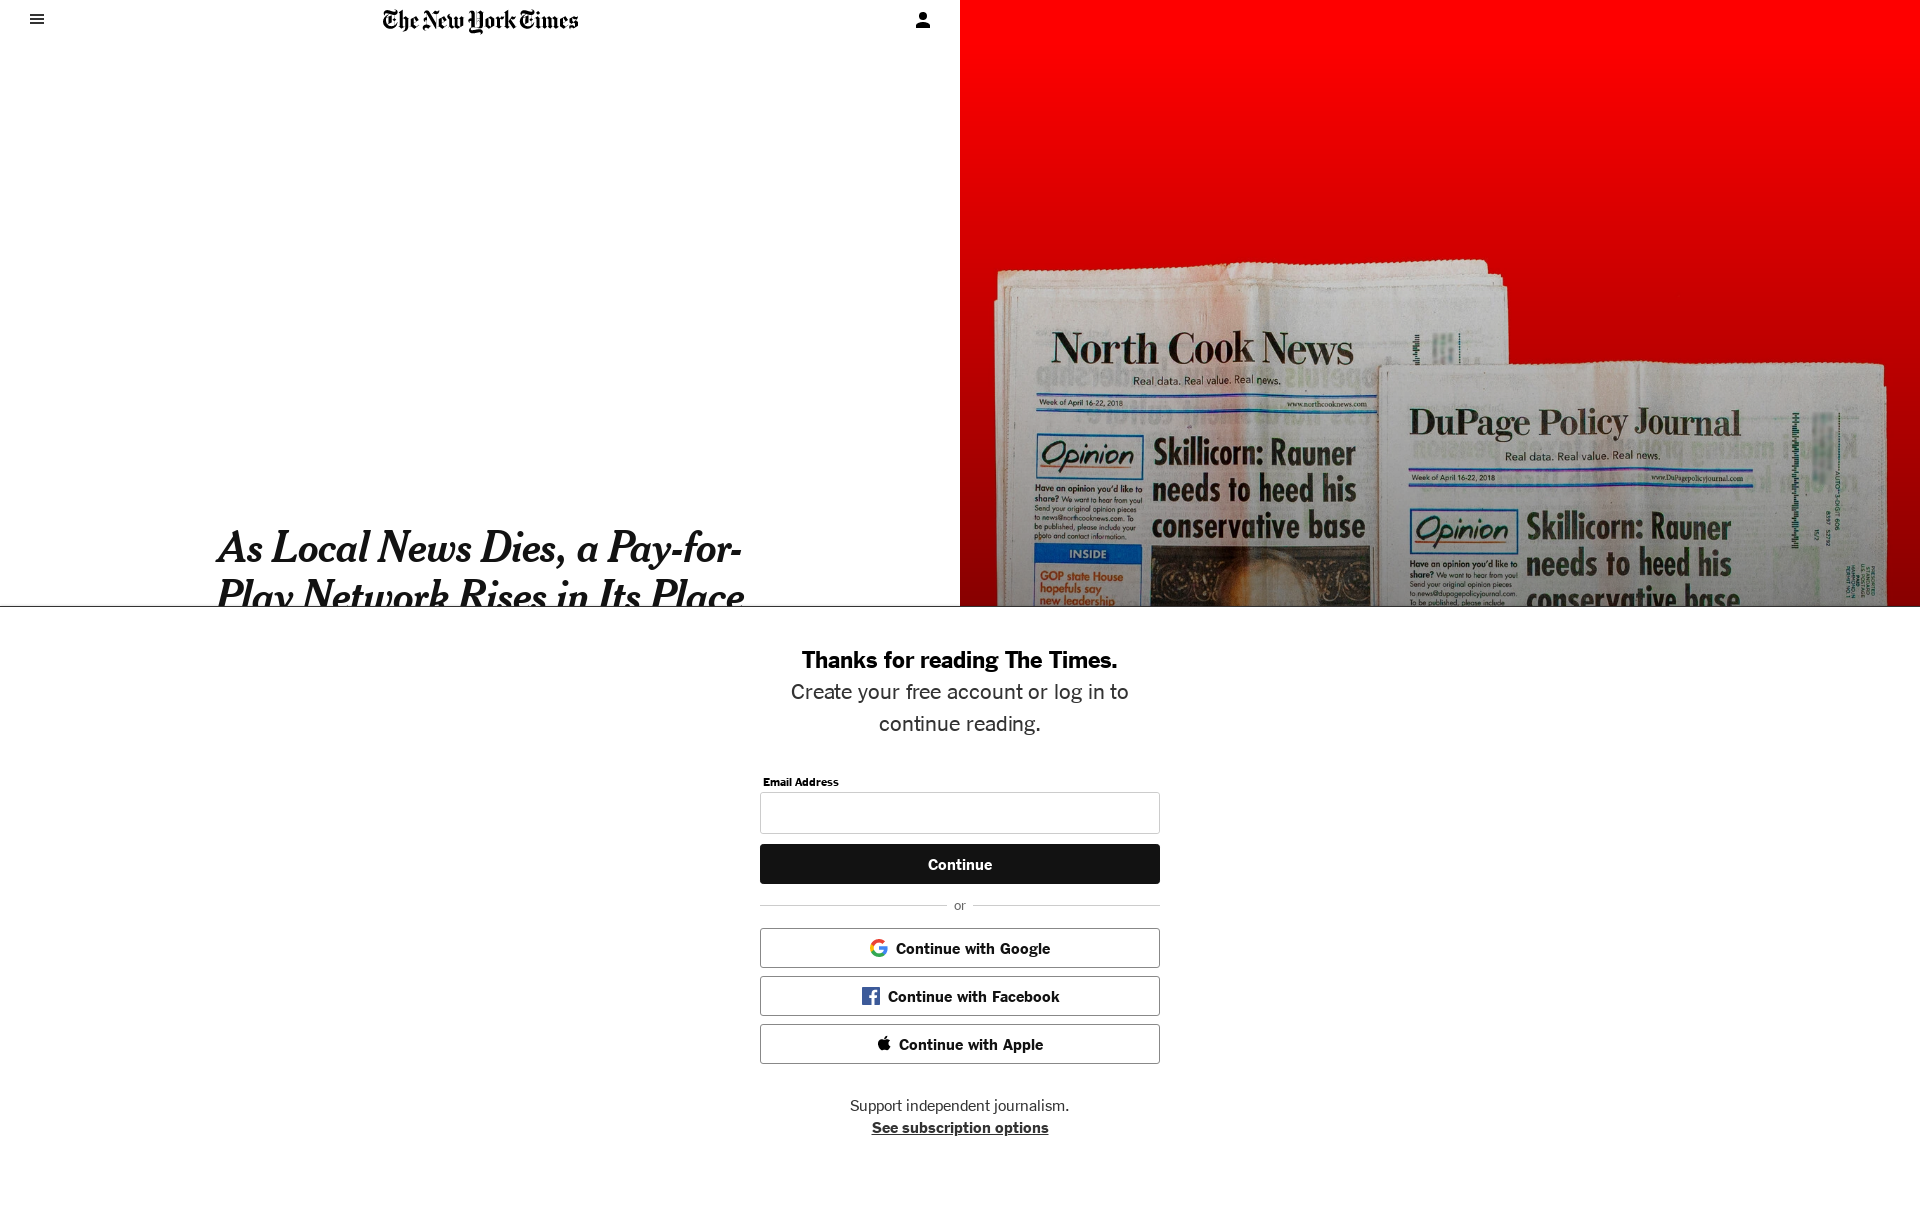 The New York Times
As Local News Dies, a Pay-for-
Play Network Rises in Its Place
North Cook News
Real data. Real value. Real news.
Week of April 16-22, 2018
www.northcooknews.com
Opinion
Have an opinion you'd like to
share? We want to hear from you!
Send your original opinion pieces
to news@northcooknews.com. To
be published, please include your
photo and contact information.
INSIDE
GOP state House
hopefuls say
new leadership
Skillicorn: Rauner
needs to heed his
conservative base
DuPage Policy Journal
Real data. Real value. Real news.
Week of April 16-22, 2018
www.DuPagepolicyjournal.com
Opinion
Have an opinion you'd like to
share? We want to hear from you!
Send your original opinion pieces
to news@dupagepolicyjournal.com.
To be published, please include
Skillicorn: Rauner
needs to heed his
conservative base
Thanks for reading The Times.
Create your free account or log in to
continue reading.
Email Address
Continue
or
Continue with Google
Continue with Facebook
Continue with Apple
Support independent journalism.
See subscription options